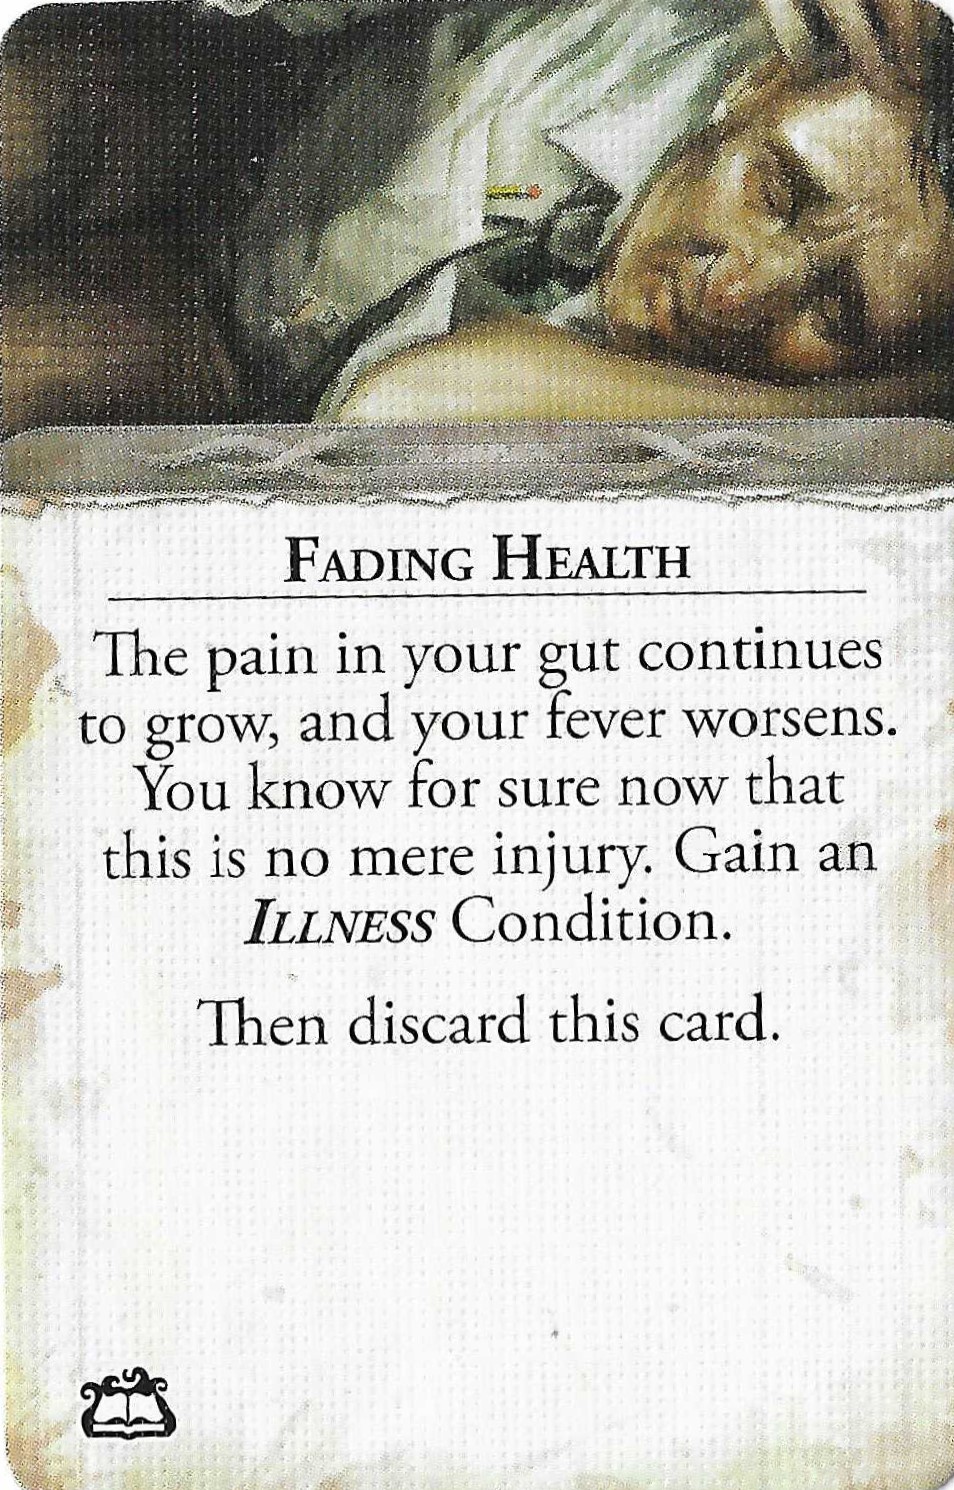 FADING HEALTH
The pain in your gut continues
to grow, and your fever worsens.
You know for sure now that
this is no mere injury. Gain an
ILLNESS Condition.
Then discard this card.